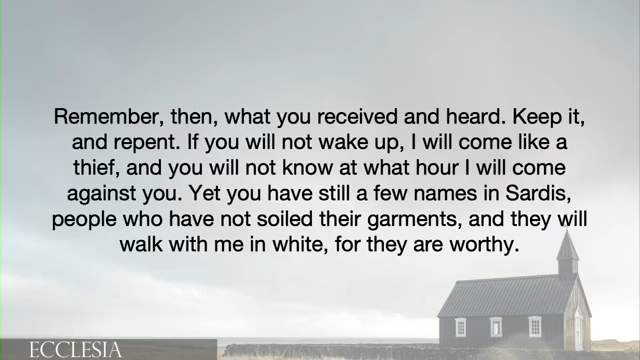 Remember, then, what you received and heard. Keep it,
and repent. If you will not wake up, I will come like a
thief, and you will not know at what hour I will come
against you. Yet you have still a few names in Sardis,
people who have not soiled their garments, and they will
walk with me in white, for they are worthy.
ECCLESIA